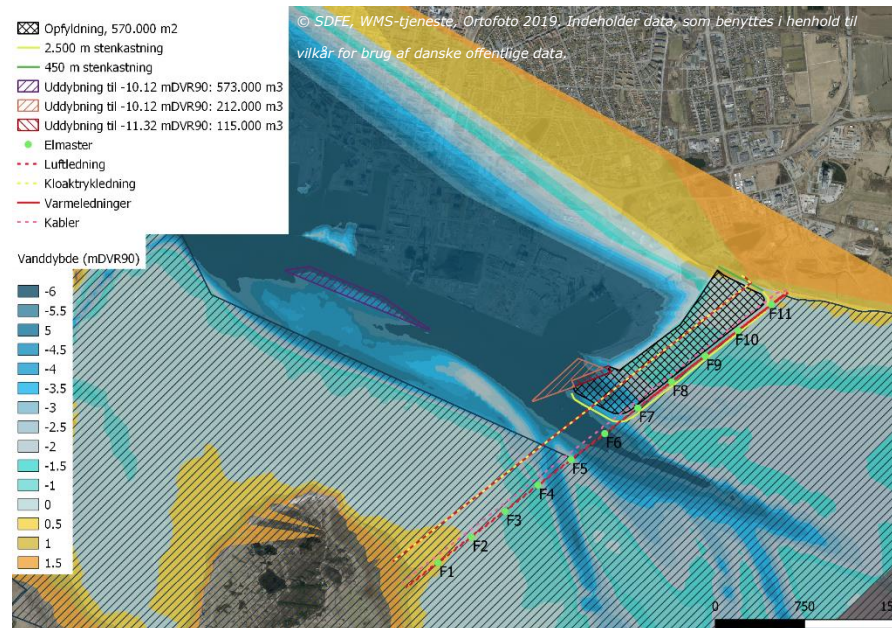 © SDFE, WMS-tjeneste, Ortofoto 2019. Indeholder data, som benyttes i henhold til
vilkår for brug af danske offentlige data.
Opfyldning, 570.000 m2
2.500 m stenkastning
450 m stenkastning
Uddybning til -10.12 mDVR90: 573.000 m3
Uddybning til -10.12 mDVR90: 212.000 m3
Uddybning til -11.32 mDVR90: 115.000 m3
Elmaster
Luftledning
Kloaktrykledning
Varmeledninger
Kabler
Vanddybde (mDVR90)
-6
-5.5
5
-4.5
-4
-3.5
-3
-2.5
-2
-1.5
-1
0
0.5
1
1.5
F11
F10
F9
F8
F7
F6
F5
F4
F3
F2
F1
0 750